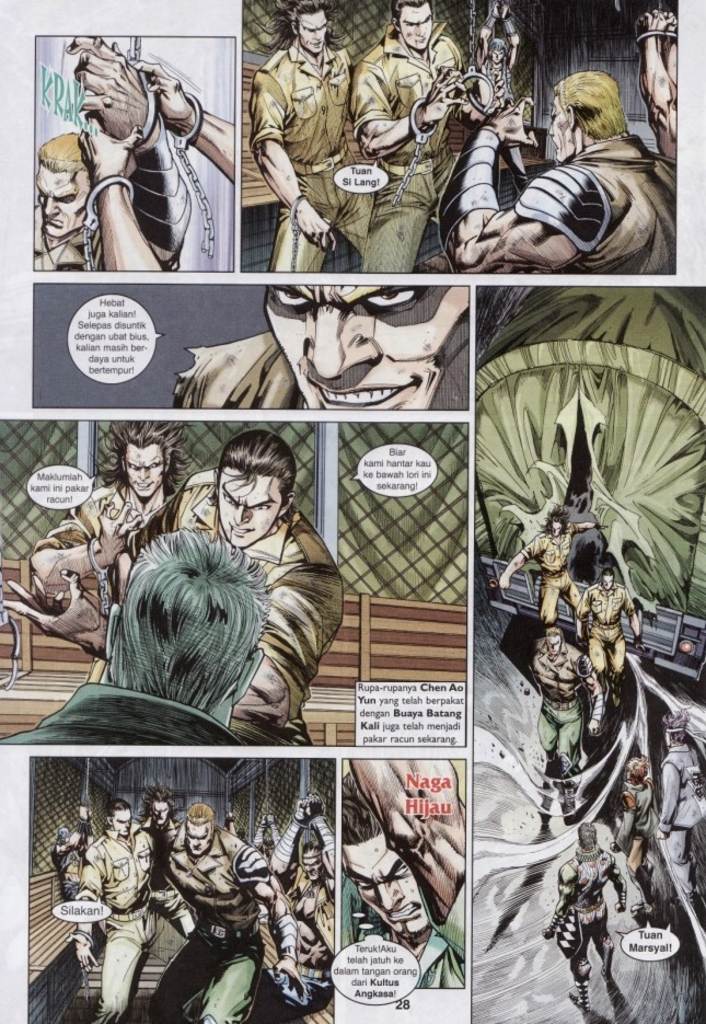 KRAK...
Tuan
Si Lang!
Hebat
juga kalian!
Selepas disuntik
dengan ubat bius,
kalian masih ber-
daya untuk
bertempur!
Maklumlah
kami ini pakar
racun!
Biar
kami hantar kau
ke bawah lori ini
sekarang!
Rupa-rupanya Chen Ao
Yun yang telah berpakat
dengan Buaya Batang
Kali juga telah menjadi
pakar racun sekarang.
Silakan!
Naga
Hijau
Teruk!Aku
telah jatuh ke
dalam tangan orang
dari Kultus
Angkasa!
Tuan
Marsyal!
28